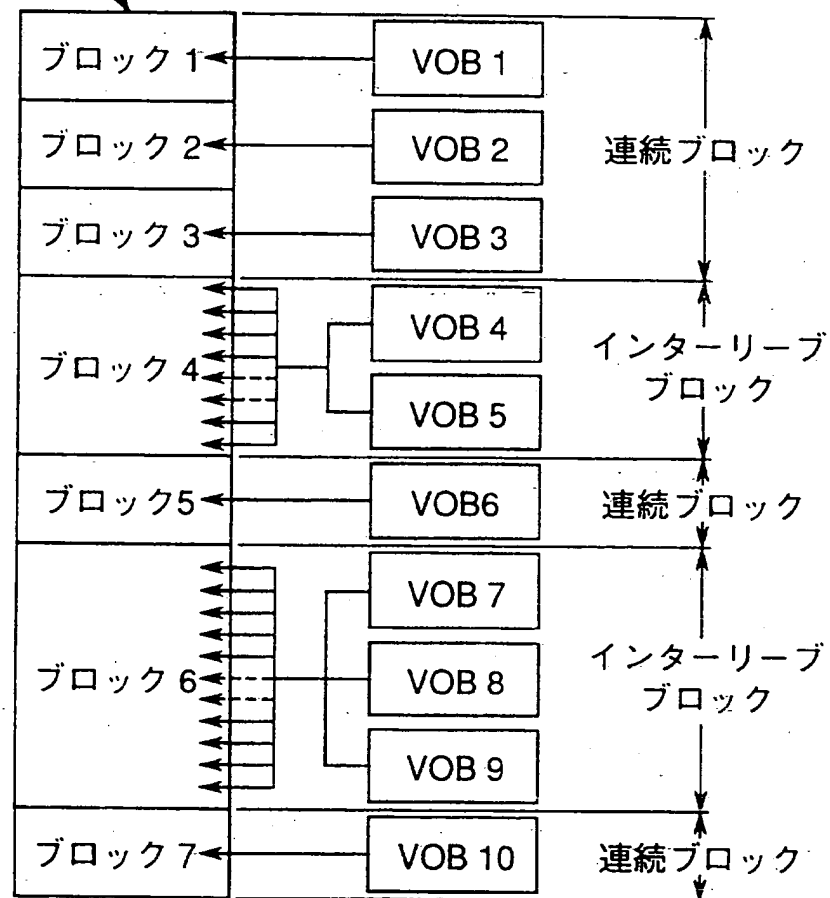 ブロック 1
VOB 1
ブロック 2
VOB 2
連続ブロック
ブロック 3
VOB 3
ブロック 4
VOB 4
VOB 5
インターリーブ
ブロック
ブロック5
VOB6
連続ブロック
ブロック 6
VOB 7
VOB 8
VOB 9
インターリーブ
ブロック
ブロック 7
VOB 10
連続ブロック